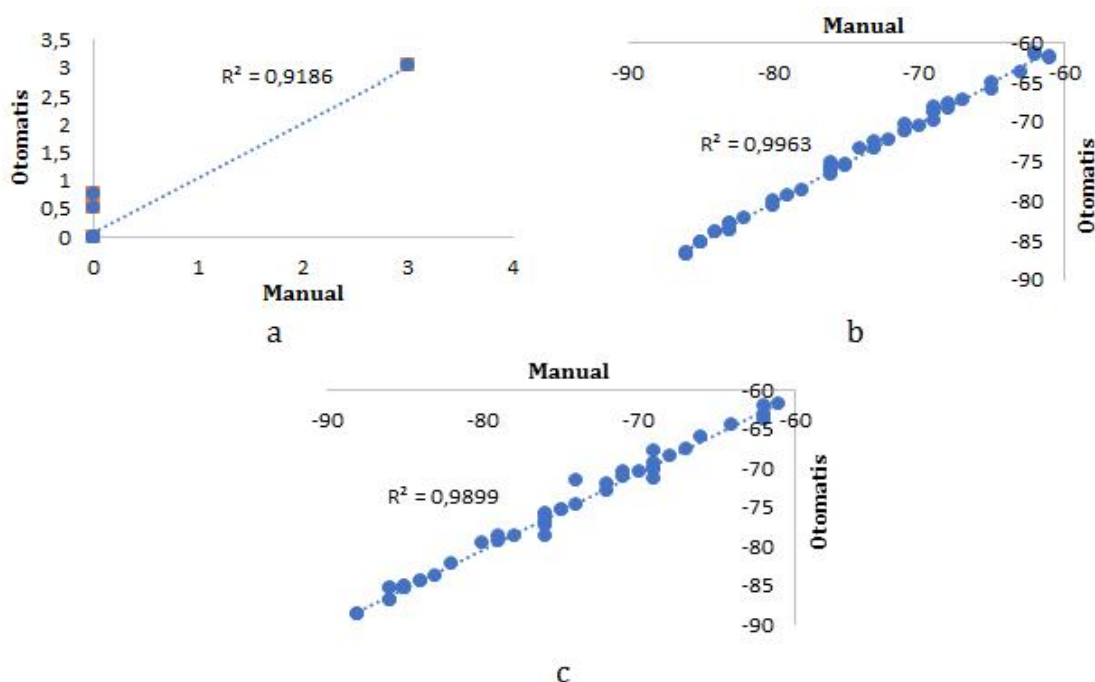 3,5
3
2,5
2
1,5
1
0,5
0
Otomatis
R² = 0,9186
0 1 2 3 4
Manual
a
Manual
-90 -80 -70 -60
R² = 0,9963
-60
-65
-70
-75
-80
-85
-90
Otomatis
b
Manual
-90 -80 -70 -60
R² = 0,9899
-60
-65
-70
-75
-80
-85
-90
Otomatis
c